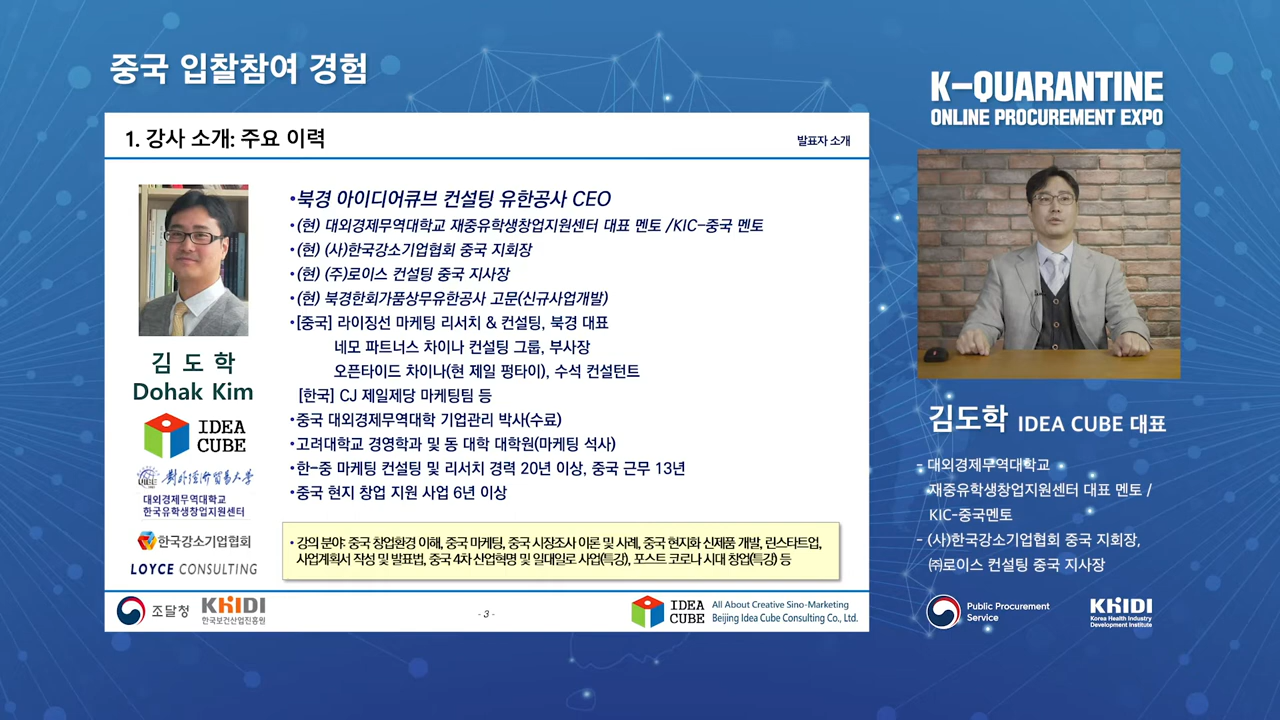 중국 입찰참여 경험
1. 강사 소개: 주요 이력
발표자 소개
•북경 아이디어큐브 컨설팅 유한공사 CEO
•(현) 대외경제무역대학교 재중유학생창업지원센터 대표 멘토 /KIC-중국 멘토
•(현) (사)한국강소기업협회 중국 지회장
•(현) (주)로이스 컨설팅 중국 지사장
•(현) 북경한회가품상무유한공사 고문(신규사업개발)
•[중국] 라이징선 마케팅 리서치 & 컨설팅, 북경 대표
네모 파트너스 차이나 컨설팅 그룹, 부사장
오픈타이드 차이나(현 제일 펑타이), 수석 컨설턴트
[한국] CJ 제일제당 마케팅팀 등
•중국 대외경제무역대학 기업관리 박사(수료)
•고려대학교 경영학과 및 동 대학 대학원(마케팅 석사)
•한-중 마케팅 컨설팅 및 리서치 경력 20년 이상, 중국 근무 13년
•중국 현지 창업 지원 사업 6년 이상
김 도 학
Dohak Kim
IDEA
CUBE
UIBE
對外經濟貿易大學
대외경제무역대학교
한국유학생창업지원센터
한국강소기업협회
LOYCE CONSULTING
• 강의 분야: 중국 창업환경 이해, 중국 마케팅, 중국 시장조사 이론 및 사례, 중국 현지화 신제품 개발, 린스타트업,
사업계획서 작성 및 발표법, 중국 4차 산업혁명 및 일대일로 사업(특강), 포스트 코로나 시대 창업(특강) 등
조달청
KHIDI
한국보건산업진흥원
- 3 -
IDEA
CUBE
All About Creative Sino-Marketing
Beijing Idea Cube Consulting Co., Ltd.
K-QUARANTINE
ONLINE PROCUREMENT EXPO
김도학 IDEA CUBE 대표
- 대외경제무역대학교
재중유학생창업지원센터 대표 멘토 /
KIC-중국멘토
- (사)한국강소기업협회 중국 지회장,
㈜로이스 컨설팅 중국 지사장
Public Procurement
Service
KHIDI
Korea Health Industry
Development Institute